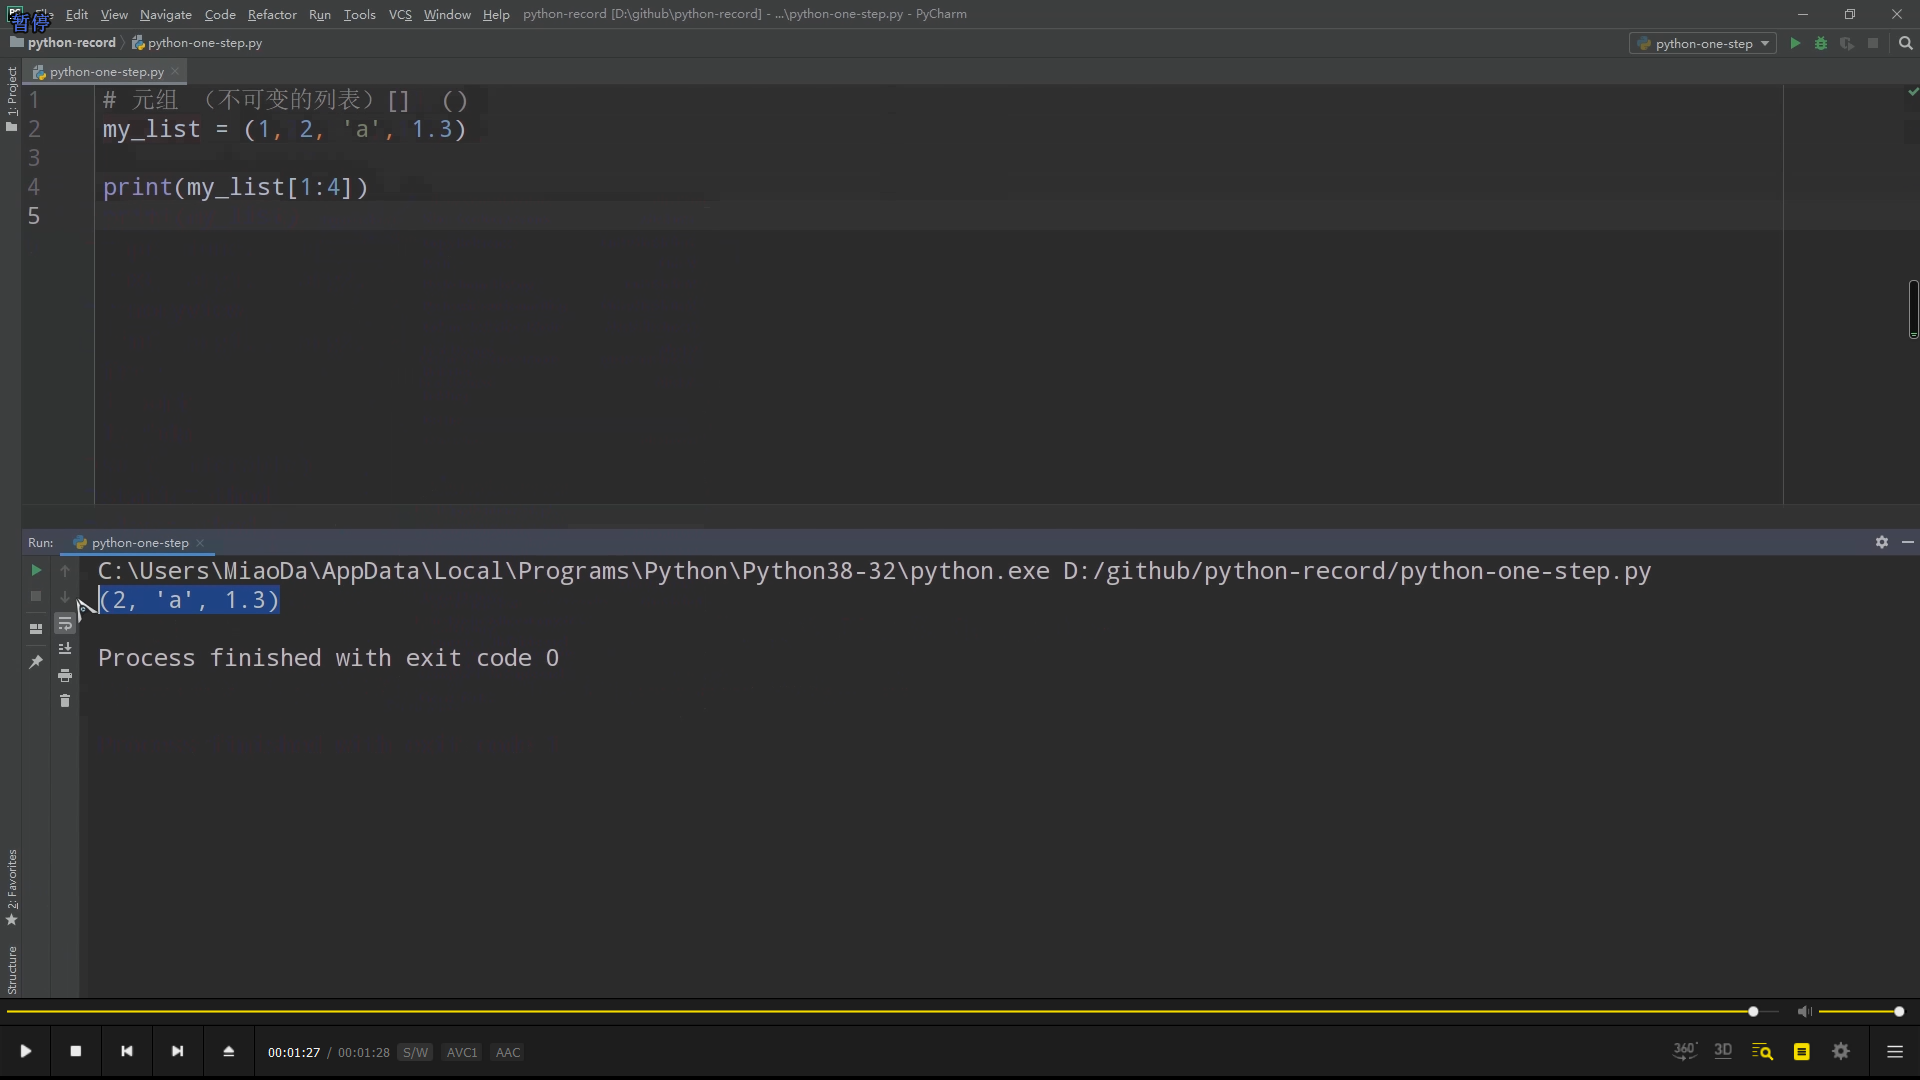 暂停
File Edit View Navigate Code Refactor Run Tools VCS Window Help python-record [D:\github\python-record] - ...\python-one-step.py - PyCharm
python-record python-one-step.py python-one-step
python-one-step.py
1: Project
1 # 元组 （不可变的列表）[] ()
2 my_list = (1, 2, 'a', 1.3)
3
4 print(my_list[1:4])
5
Run: python-one-step
C:\Users\MiaoDa\AppData\Local\Programs\Python\Python38-32\python.exe D:/github/python-record/python-one-step.py
(2, 'a', 1.3)
Process finished with exit code 0
2: Favorites
Structure
00:01:27 / 00:01:28 S/W AVC1 AAC 360° 3D